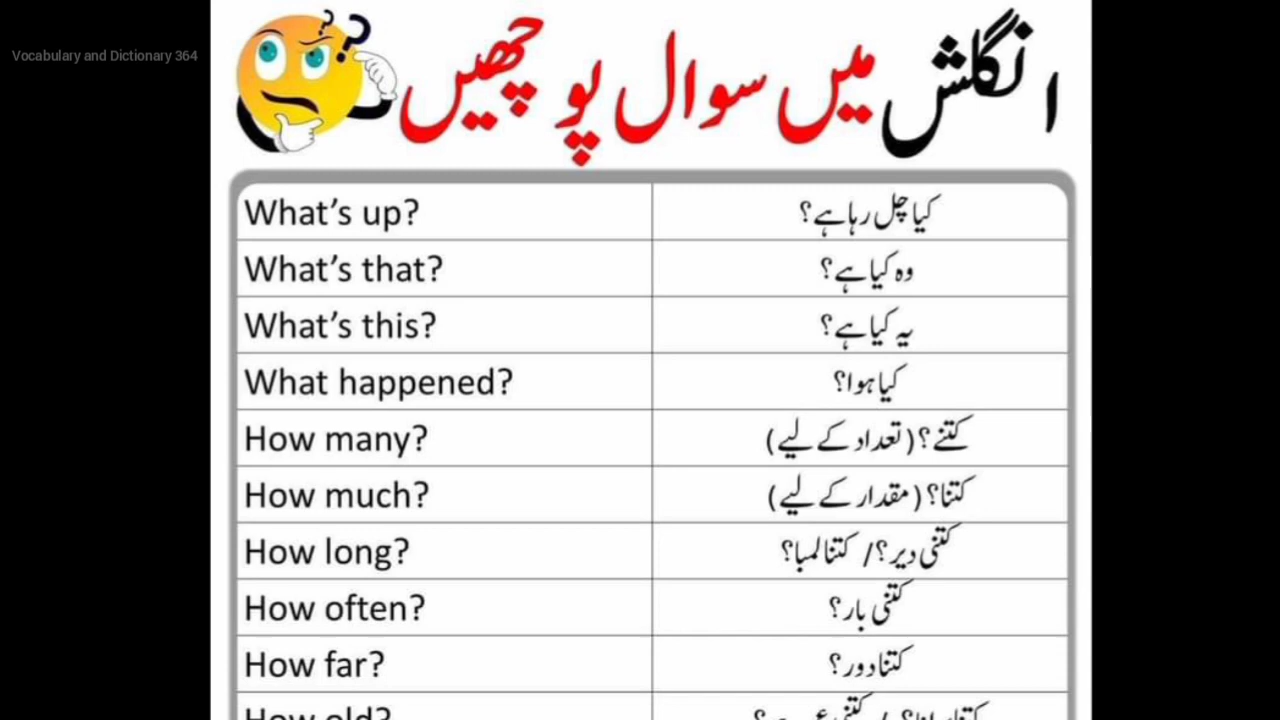 Vocabulary and Dictionary 364
انگلش میں سوال پوچھیں
What’s up? کیا چل رہا ہے؟
What’s that? وہ کیا ہے؟
What’s this? یہ کیا ہے؟
What happened? کیا ہوا؟
How many? کتنے؟ (تعداد کے لیے)
How much? کتنا؟ (مقدار کے لیے)
How long? کتنی دیر؟ / کتنا لمبا؟
How often? کتنی بار؟
How far? کتنا دور؟
How old?